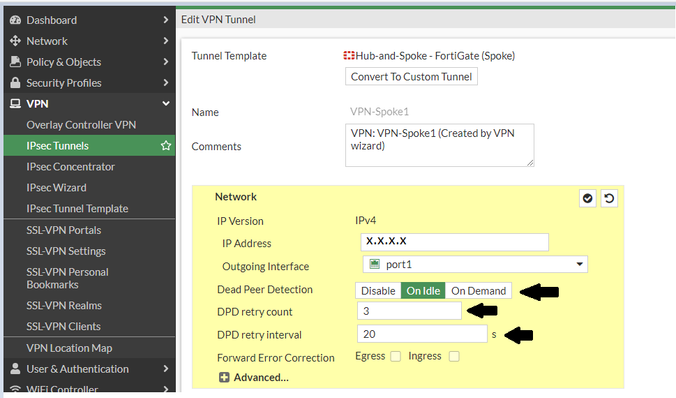 Dashboard
Network
Policy & Objects
Security Profiles
VPN
Overlay Controller VPN
IPsec Tunnels
IPsec Concentrator
IPsec Wizard
IPsec Tunnel Template
SSL-VPN Portals
SSL-VPN Settings
SSL-VPN Personal
Bookmarks
SSL-VPN Realms
SSL-VPN Clients
VPN Location Map
User & Authentication
WiFi Controller
Edit VPN Tunnel
Tunnel Template Hub-and-Spoke - FortiGate (Spoke)
Convert To Custom Tunnel
Name VPN-Spoke1
Comments VPN: VPN-Spoke1 (Created by VPN
wizard)
Network
IP Version IPv4
IP Address X.X.X.X
Outgoing Interface port1
Dead Peer Detection Disable On Idle On Demand
DPD retry count 3
DPD retry interval 20 s
Forward Error Correction Egress Ingress
Advanced...